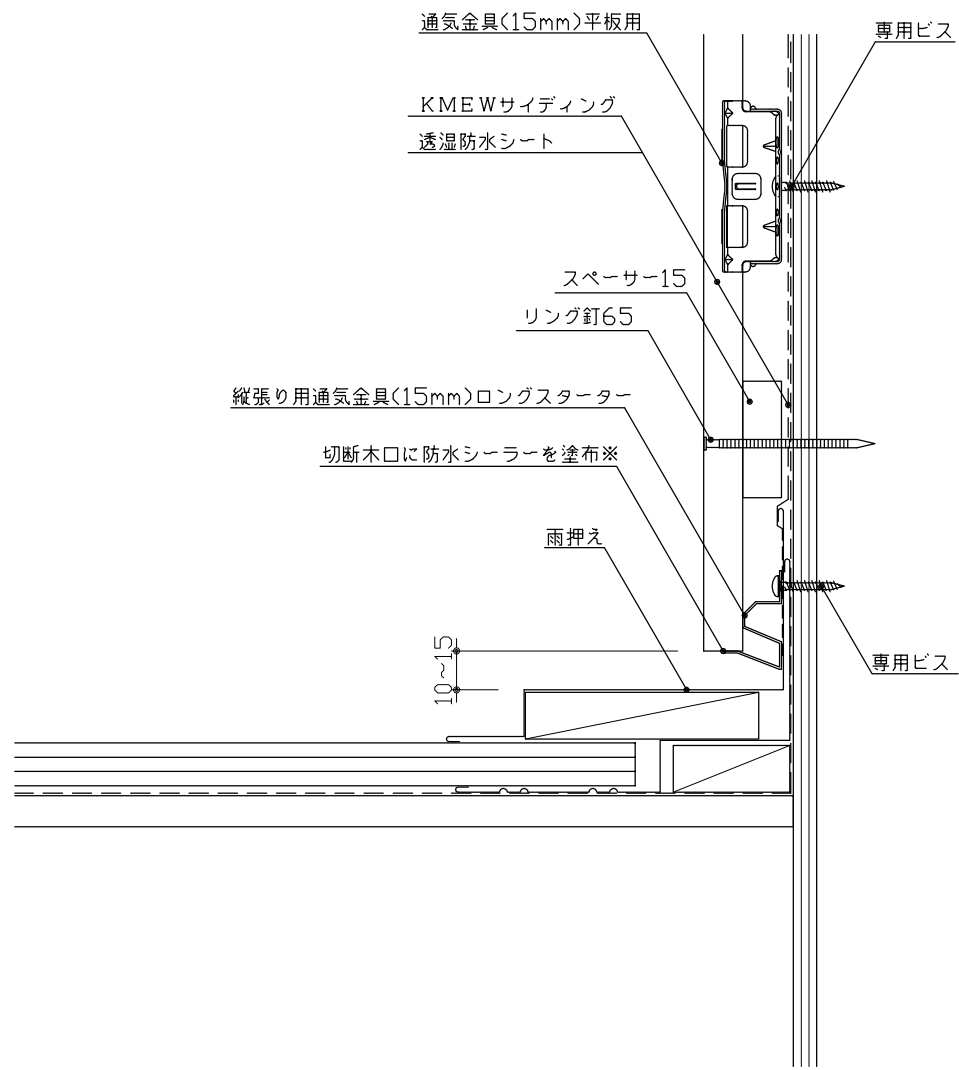 通気金具(15mm)平板用
専用ビス
KMEWサイディング
透湿防水シート
スペーサー15
リング釘65
縦張り用通気金具(15mm)ロングスターター
切断木口に防水シーラーを塗布※
雨押え
10~15
専用ビス